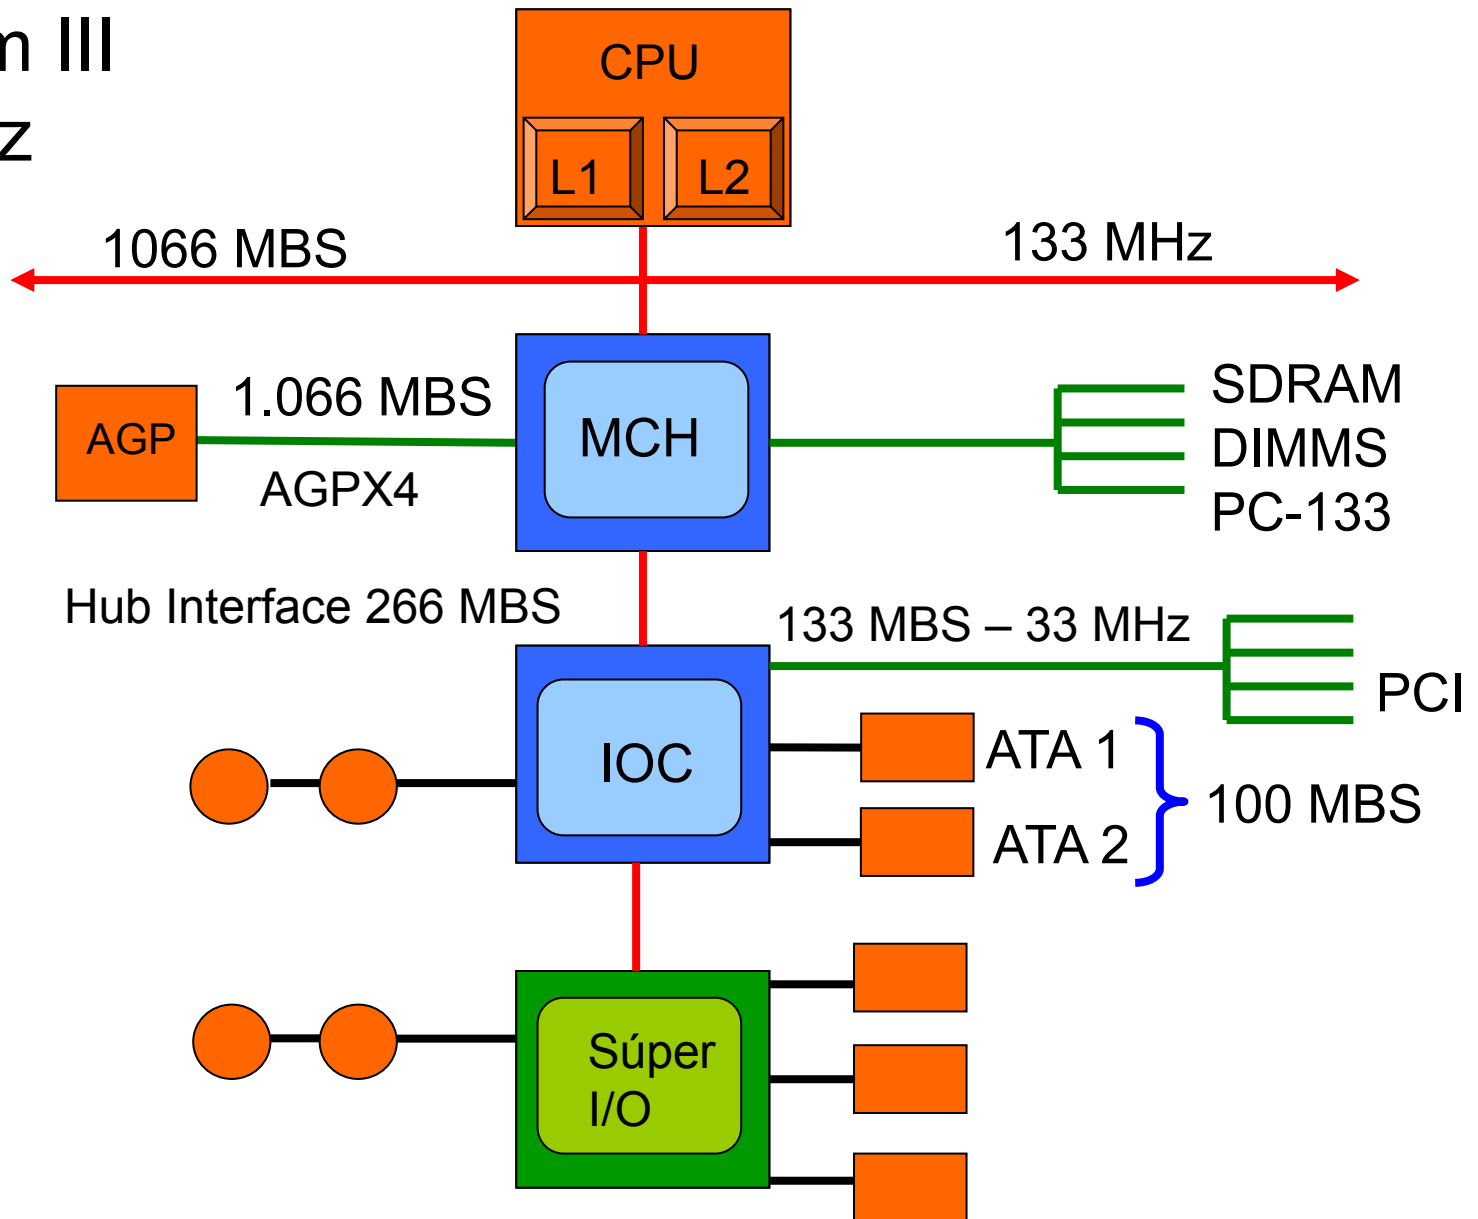 m III
z
CPU
L1
L2
1066 MBS
133 MHz
AGP
1.066 MBS
AGPX4
MCH
SDRAM
DIMMS
PC-133
Hub Interface 266 MBS
133 MBS – 33 MHz
PCI
IOC
ATA 1
ATA 2
100 MBS
Súper
I/O